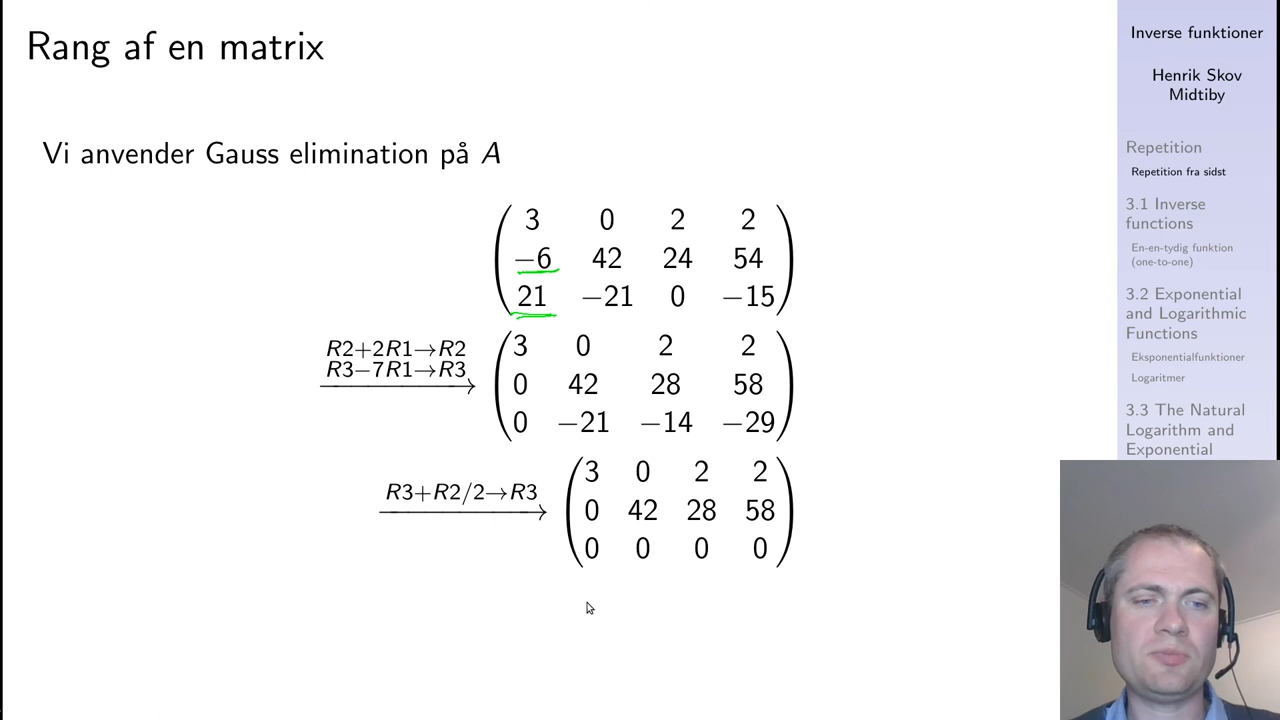 Rang af en matrix
Vi anvender Gauss elimination på A
3 0 2 2
−6 42 24 54
21 −21 0 −15
R2+2R1→R2
R3−7R1→R3
3 0 2 2
0 42 28 58
0 −21 −14 −29
R3+R2/2→R3
3 0 2 2
0 42 28 58
0 0 0 0
Inverse funktioner
Henrik Skov
Midtiby
Repetition
Repetition fra sidst
3.1 Inverse
functions
En-en-tydig funktion
(one-to-one)
3.2 Exponential
and Logarithmic
Functions
Eksponentialfunktioner
Logaritmer
3.3 The Natural
Logarithm and
Exponential